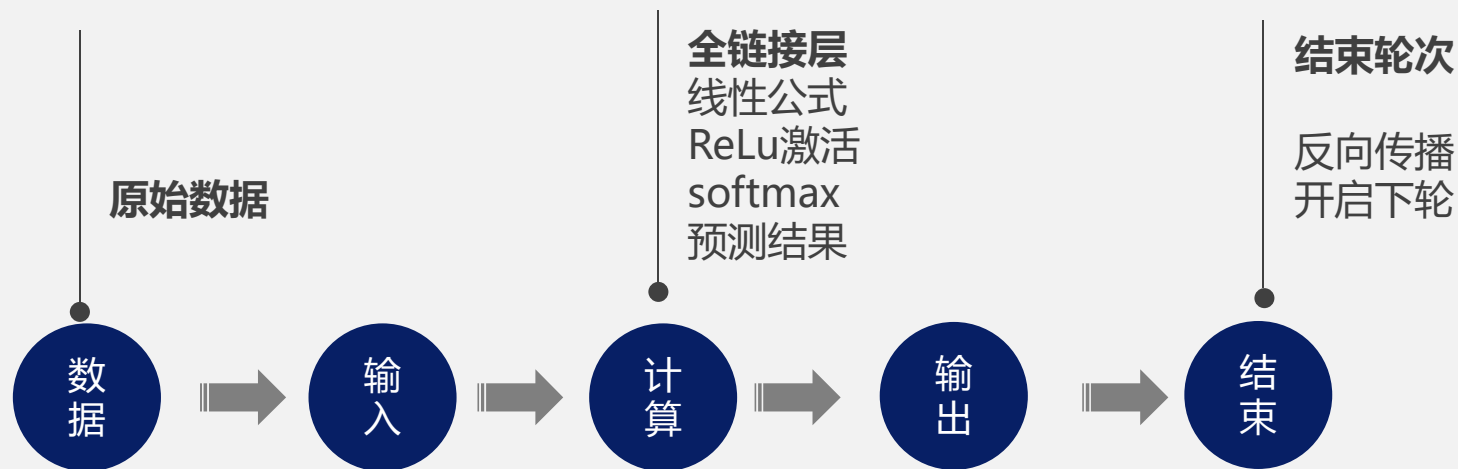 原始数据
全链接层
线性公式
ReLu激活
softmax
预测结果
结束轮次
反向传播
开启下轮
数
据
输
入
计
算
输
出
结
束